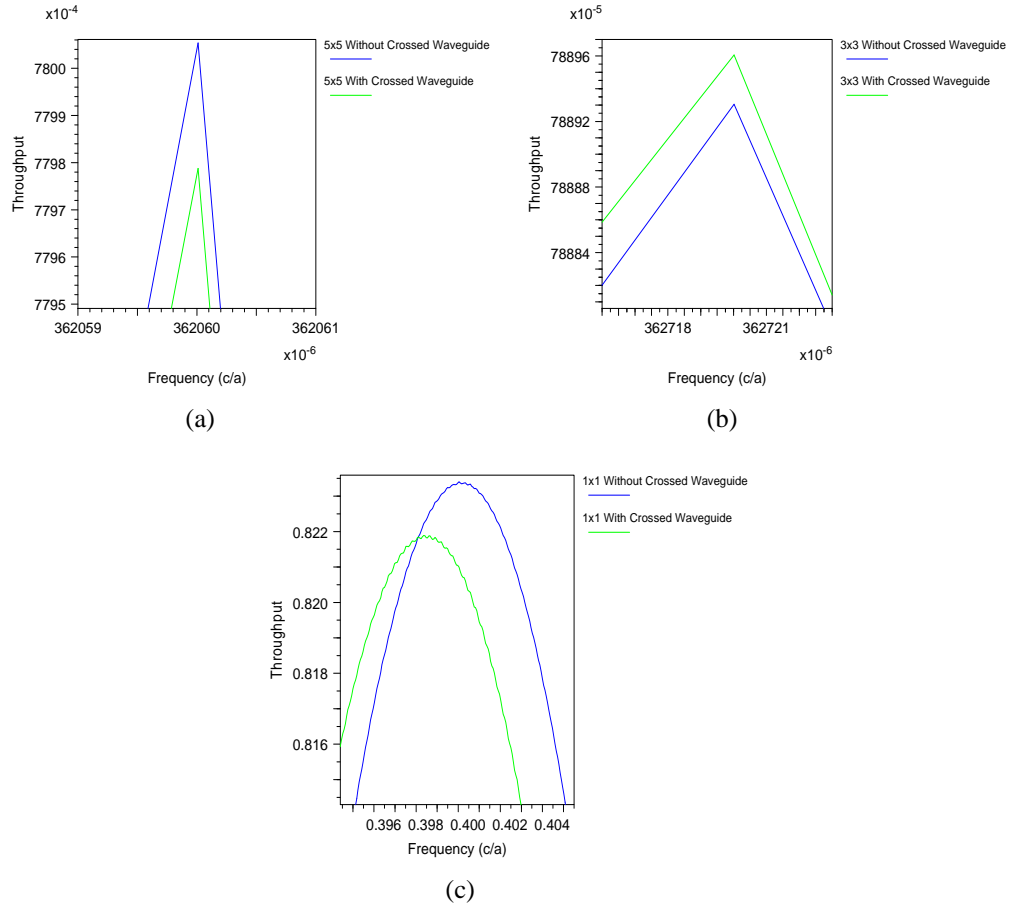 x10-4
5x5 Without Crossed Waveguide
5x5 With Crossed Waveguide
7800
7799
7798
7797
7796
7795
Throughput
362059 362060 362061
x10-6
Frequency (c/a)
(a)
x10-5
3x3 Without Crossed Waveguide
3x3 With Crossed Waveguide
78896
78892
78888
78884
Throughput
362718 362721
x10-6
Frequency (c/a)
(b)
1x1 Without Crossed Waveguide
1x1 With Crossed Waveguide
0.822
0.820
0.818
0.816
Throughput
0.396 0.398 0.400 0.402 0.404
Frequency (c/a)
(c)